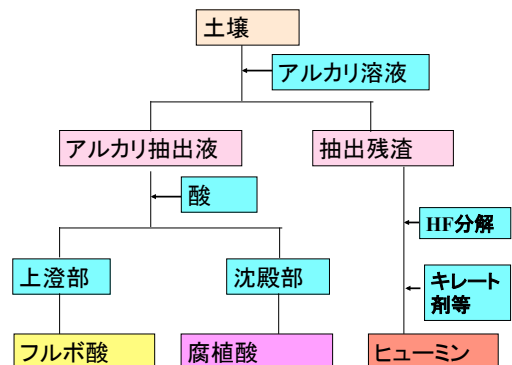 土壌
アルカリ溶液
アルカリ抽出液
抽出残渣
酸
HF分解
上澄部
沈殿部
キレート
剤等
フルボ酸
腐植酸
ヒューミン